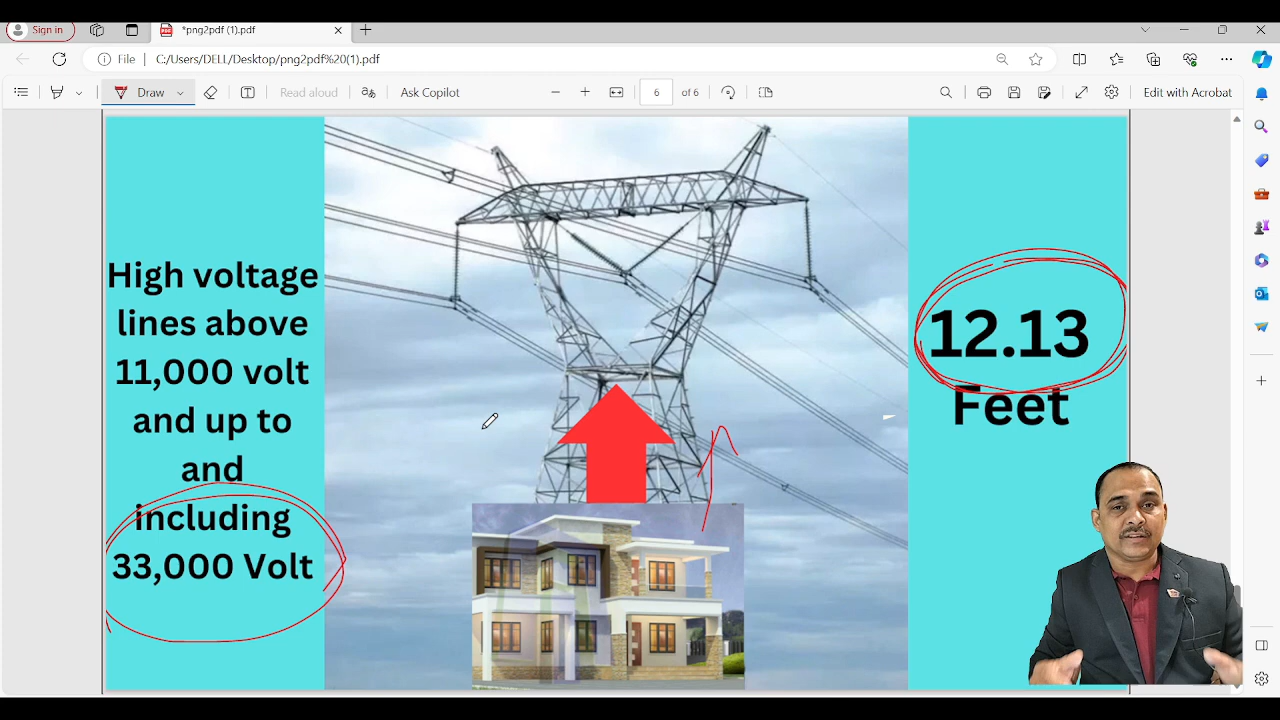 Sign in
*png2pdf (1).pdf
File
C:/Users/DELL/Desktop/png2pdf%20(1).pdf
Draw
Read aloud
Ask Copilot
6
of 6
Edit with Acrobat
High voltage
lines above
11,000 volt
and up to
and
including
33,000 Volt
12.13
Feet